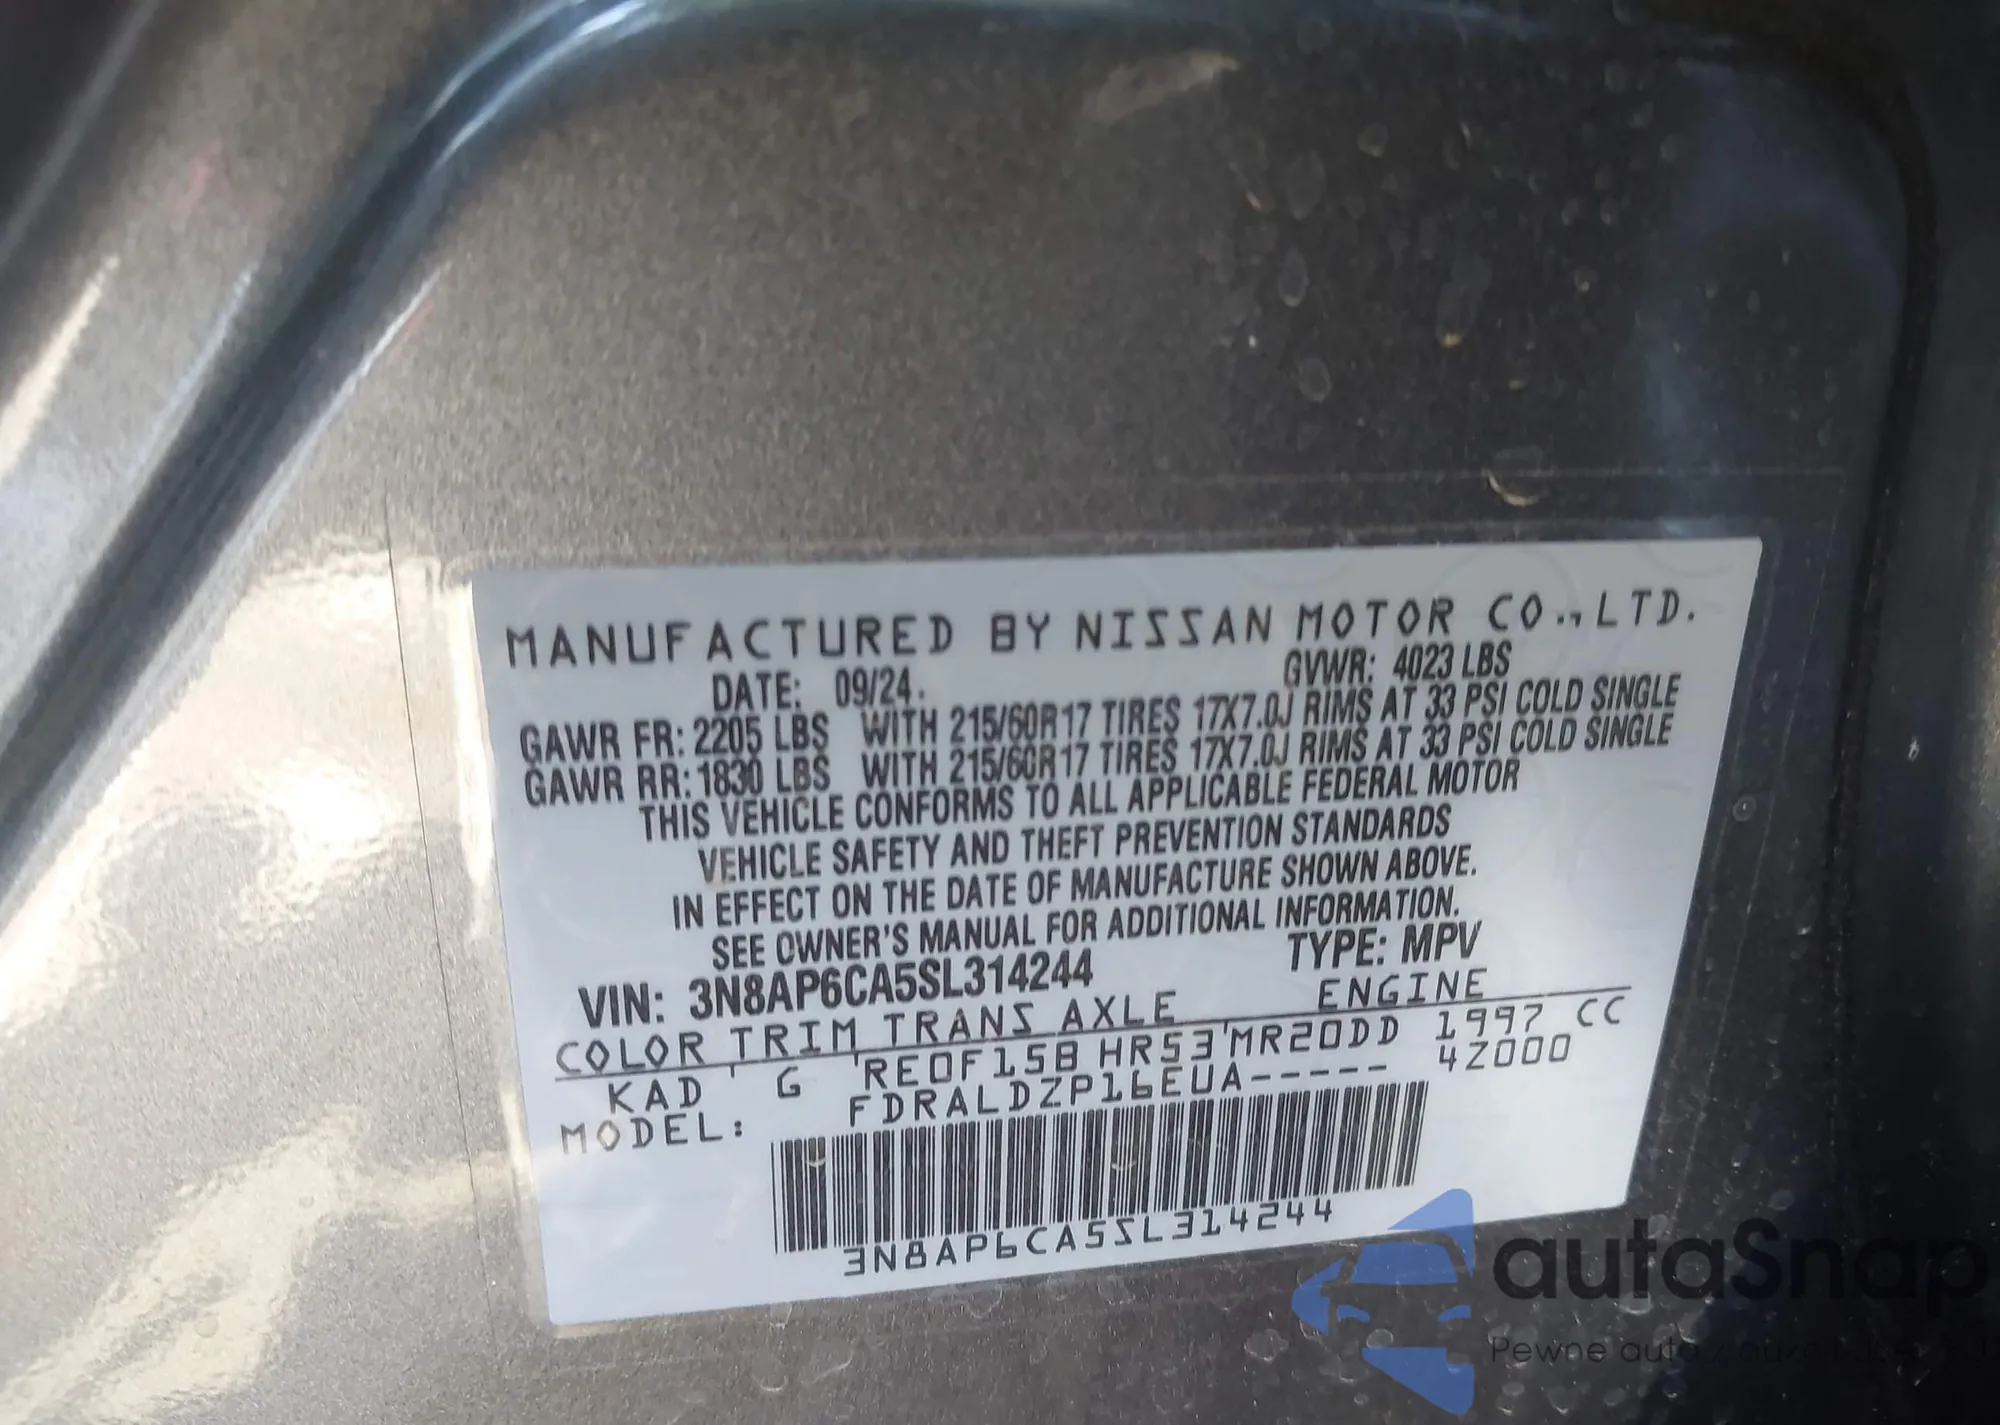 MANUFACTURED BY NISSAN MOTOR CO., LTD.
DATE: 09/24. GVWR: 4023 LBS
GAWR FR: 2205 LBS WITH 215/60R17 TIRES 17X7.0J RIMS AT 33 PSI COLD SINGLE
GAWR RR: 1830 LBS WITH 215/60R17 TIRES 17X7.0J RIMS AT 33 PSI COLD SINGLE
THIS VEHICLE CONFORMS TO ALL APPLICABLE FEDERAL MOTOR
VEHICLE SAFETY AND THEFT PREVENTION STANDARDS
IN EFFECT ON THE DATE OF MANUFACTURE SHOWN ABOVE.
SEE OWNER'S MANUAL FOR ADDITIONAL INFORMATION.
VIN: 3N8AP6CA5SL314244 TYPE: MPV
COLOR TRIM TRANS AXLE ENGINE
KAD G RE0F15B HR53 MR20DD 1997 CC
MODEL: FDRALDZP16EUA----- 4Z000
3N8AP6CA5SL314244
autaSnap
Pewne auta z